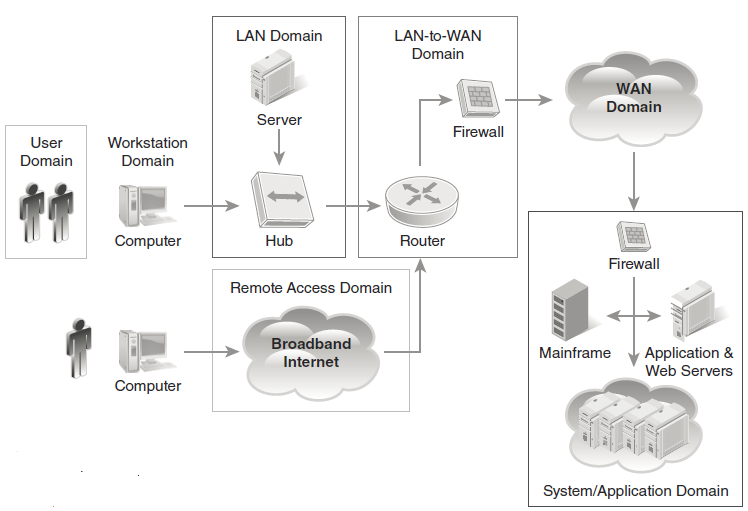 LAN Domain
LAN-to-WAN
Domain
Server
Firewall
WAN
Domain
User
Domain
Workstation
Domain
Computer
Hub
Router
Firewall
Remote Access Domain
Broadband
Internet
Computer
Mainframe
Application &
Web Servers
System/Application Domain